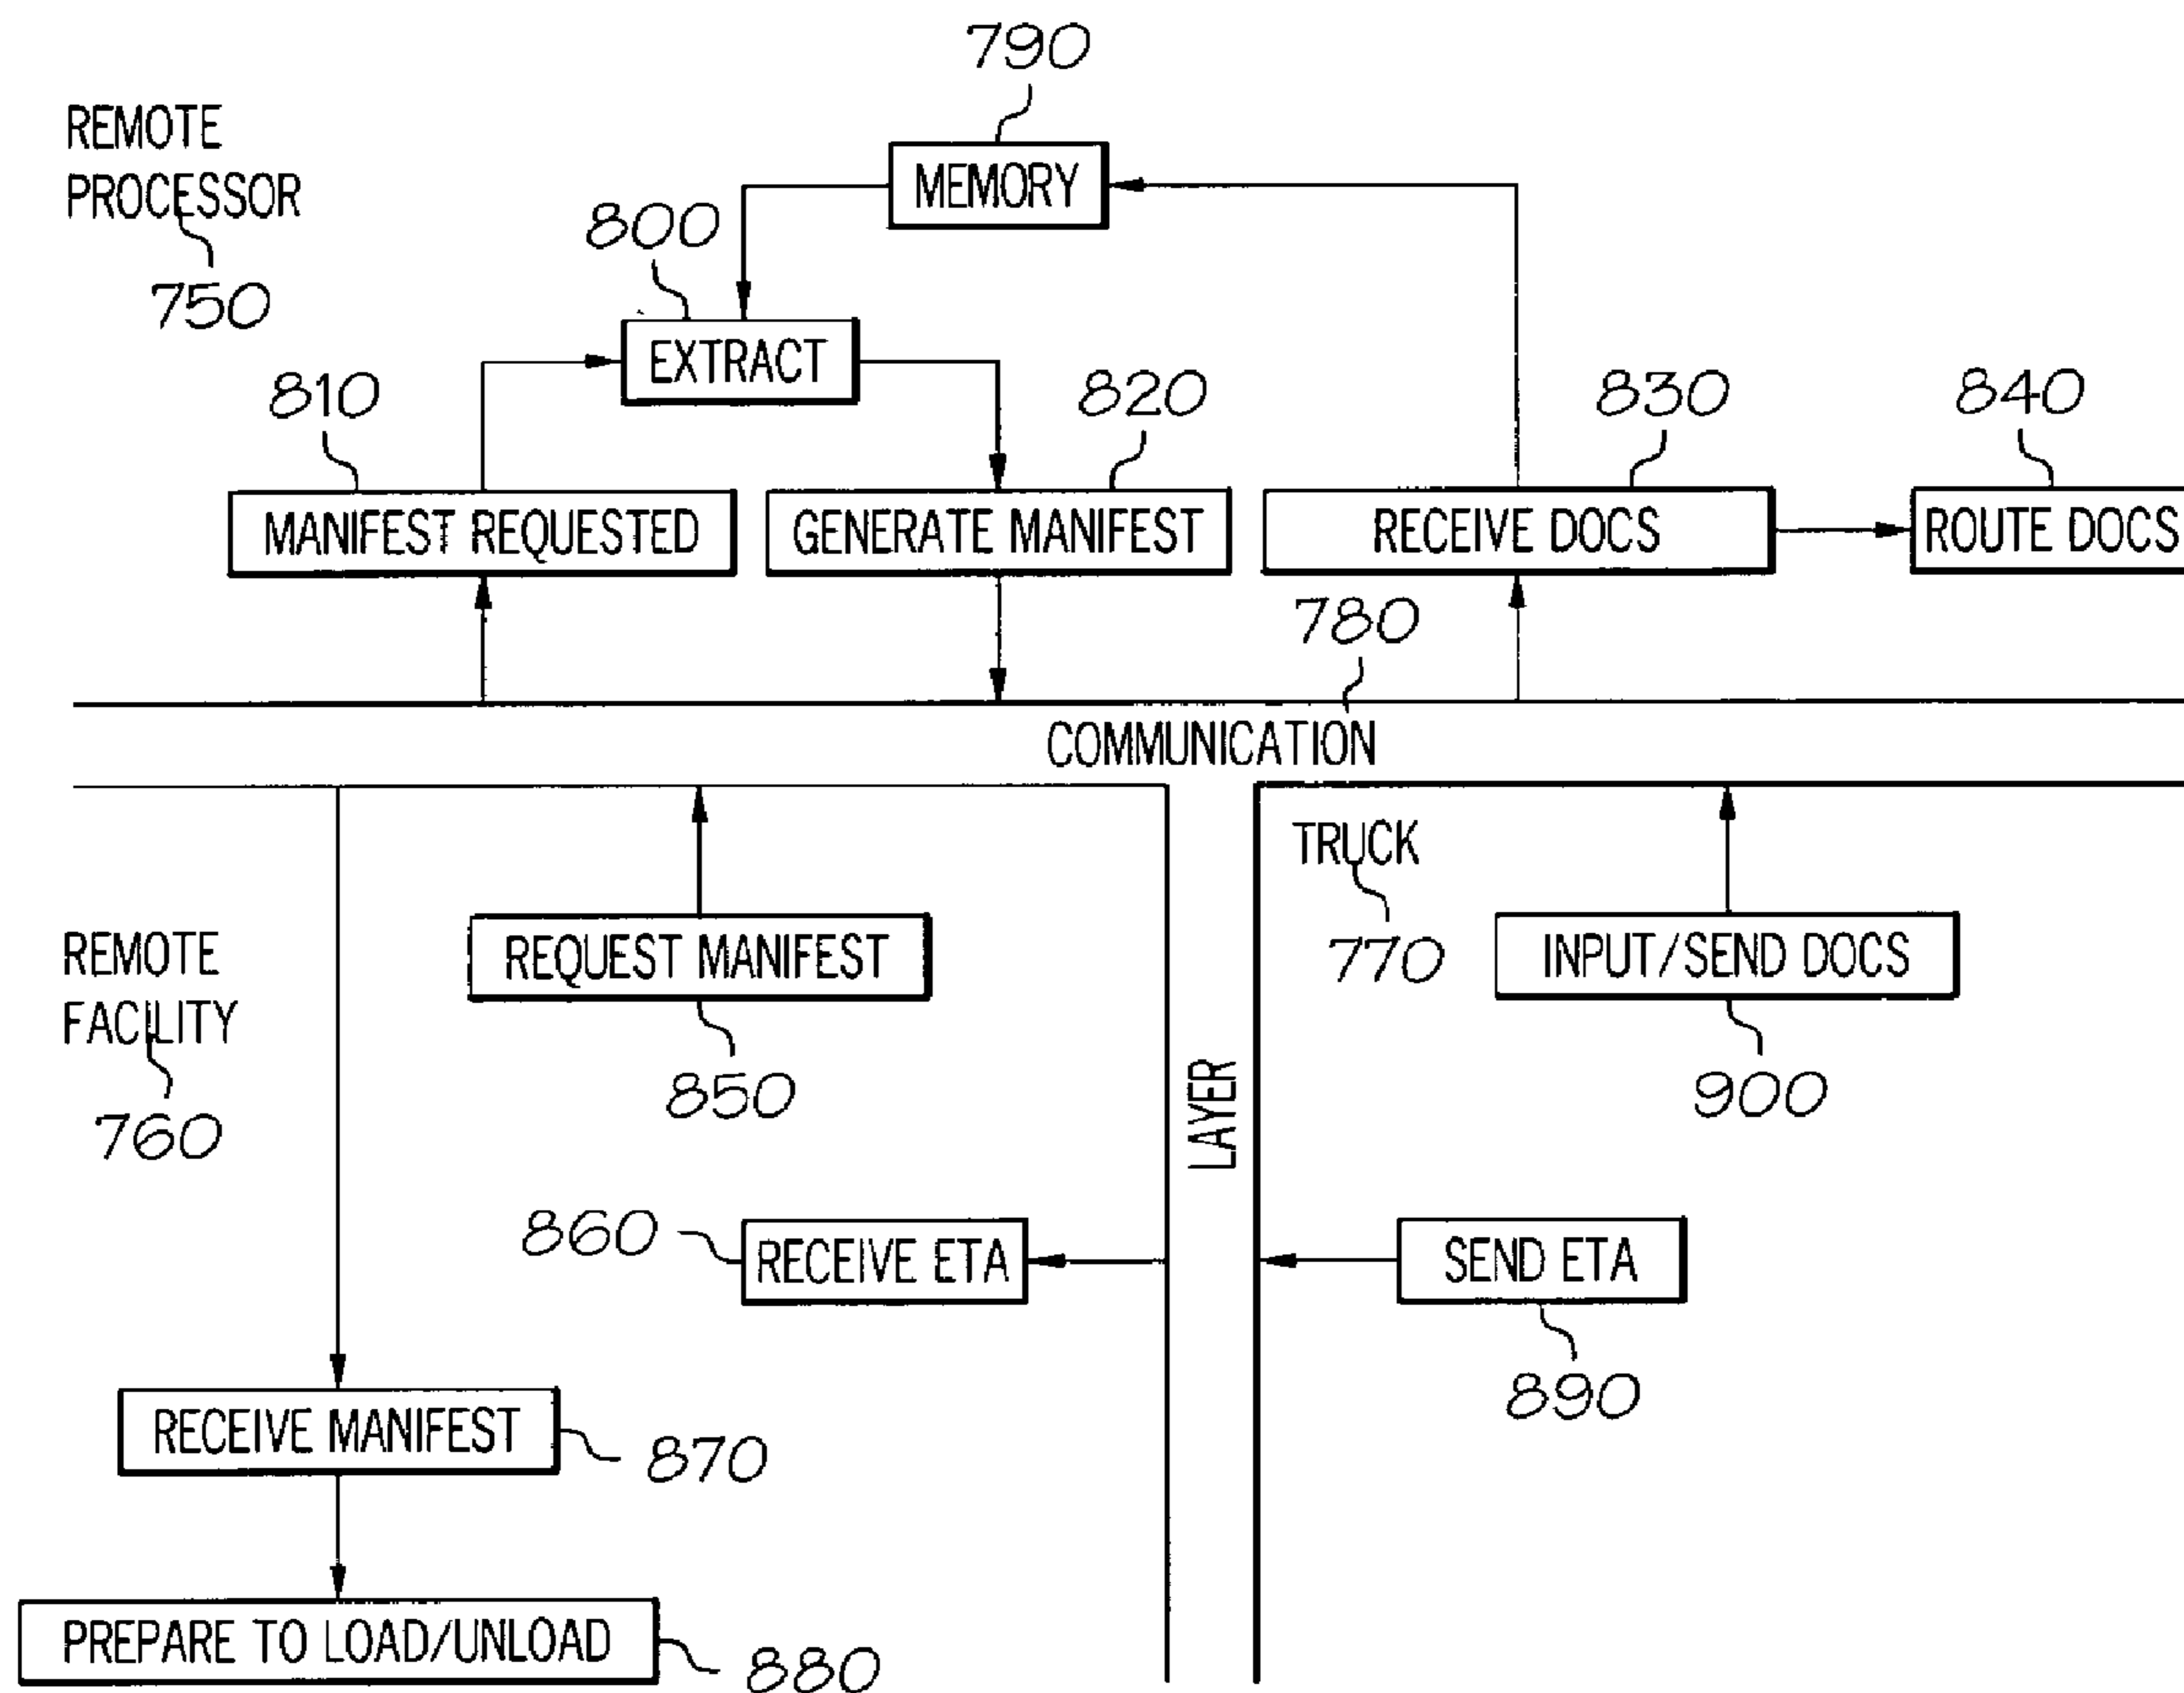 790
REMOTE
PROCESSOR
750
MEMORY
800
EXTRACT
810
820
830
840
MANIFEST REQUESTED
GENERATE MANIFEST
RECEIVE DOCS
ROUTE DOCS
780
COMMUNICATION
LAYER
TRUCK
770
REMOTE
FACILITY
760
REQUEST MANIFEST
850
INPUT/SEND DOCS
900
860
RECEIVE ETA
SEND ETA
890
RECEIVE MANIFEST
870
PREPARE TO LOAD/UNLOAD
880